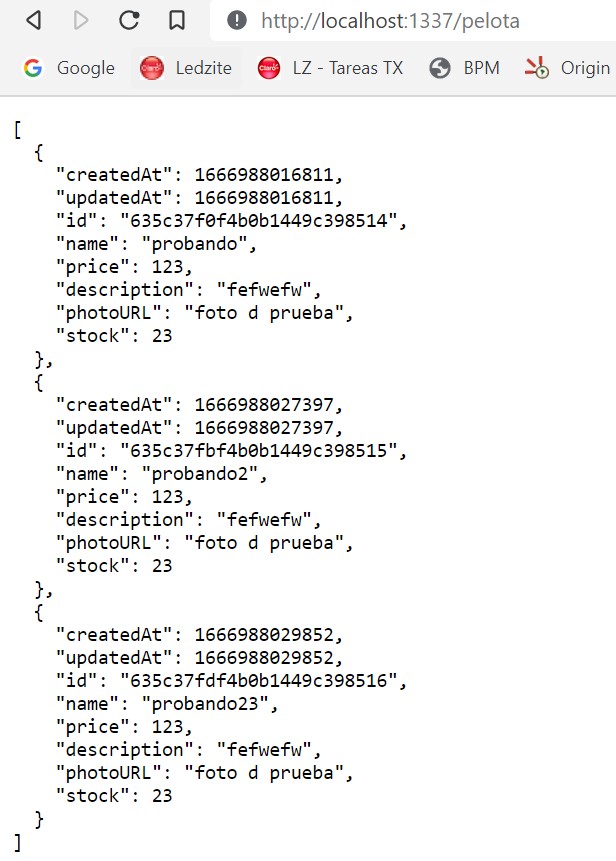 http://localhost:1337/pelota
Google Claro Ledzite Claro LZ - Tareas TX BPM Origin
[
  {
    "createdAt": 1666988016811,
    "updatedAt": 1666988016811,
    "id": "635c37f0f4b0b1449c398514",
    "name": "probando",
    "price": 123,
    "description": "fefwefw",
    "photoURL": "foto d prueba",
    "stock": 23
  },
  {
    "createdAt": 1666988027397,
    "updatedAt": 1666988027397,
    "id": "635c37fbf4b0b1449c398515",
    "name": "probando2",
    "price": 123,
    "description": "fefwefw",
    "photoURL": "foto d prueba",
    "stock": 23
  },
  {
    "createdAt": 1666988029852,
    "updatedAt": 1666988029852,
    "id": "635c37fdf4b0b1449c398516",
    "name": "probando23",
    "price": 123,
    "description": "fefwefw",
    "photoURL": "foto d prueba",
    "stock": 23
  }
]